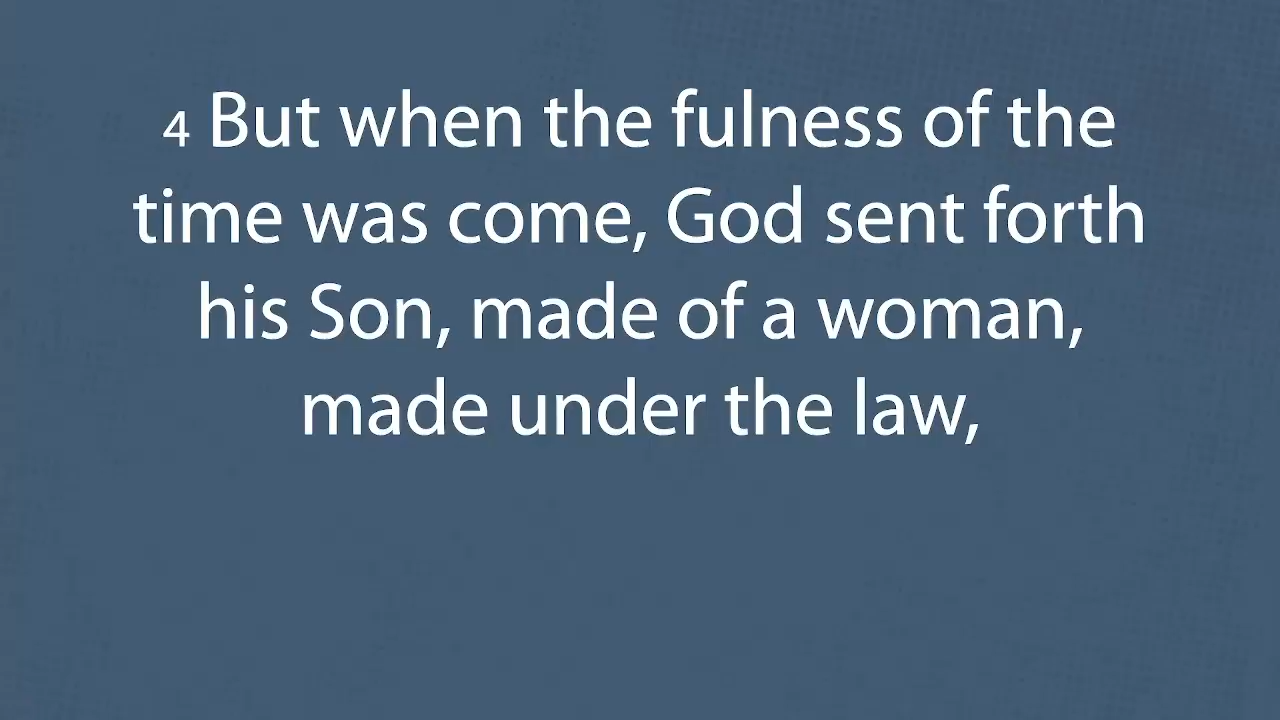 4 But when the fulness of the
time was come, God sent forth
his Son, made of a woman,
made under the law,